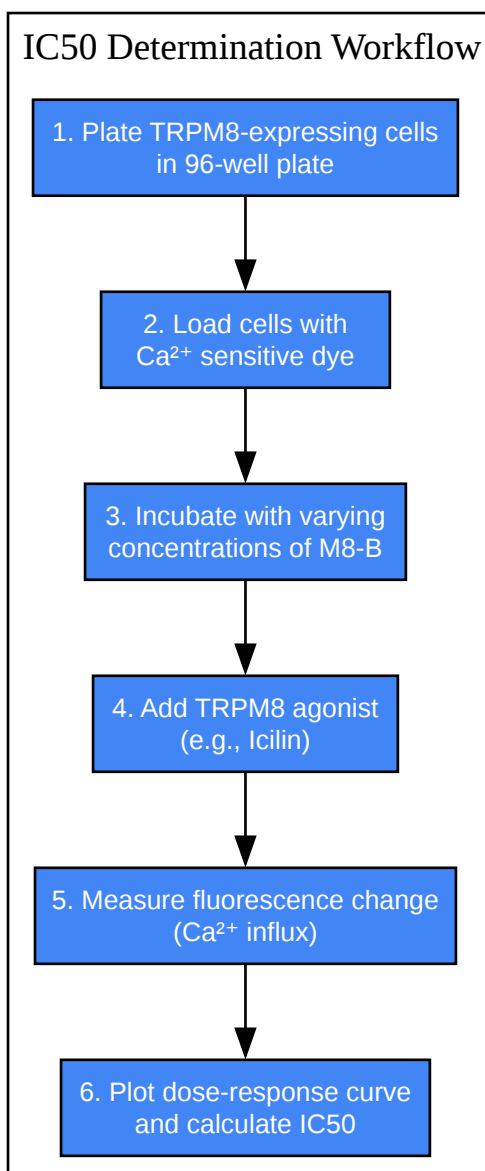 IC50 Determination Workflow
1. Plate TRPM8-expressing cells
in 96-well plate
2. Load cells with
Ca²⁺ sensitive dye
3. Incubate with varying
concentrations of M8-B
4. Add TRPM8 agonist
(e.g., Icilin)
5. Measure fluorescence change
(Ca²⁺ influx)
6. Plot dose-response curve
and calculate IC50